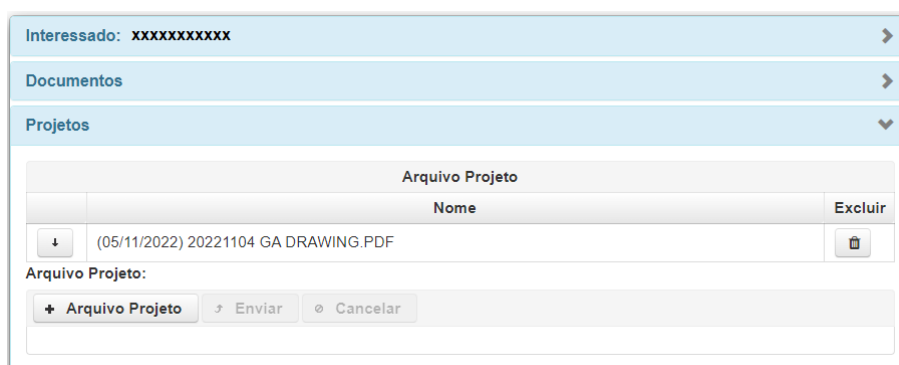 Interessado: xxxxxxxxxxx
Documentos
Projetos
Arquivo Projeto
Nome Excluir
(05/11/2022) 20221104 GA DRAWING.PDF
Arquivo Projeto:
+ Arquivo Projeto Enviar Cancelar